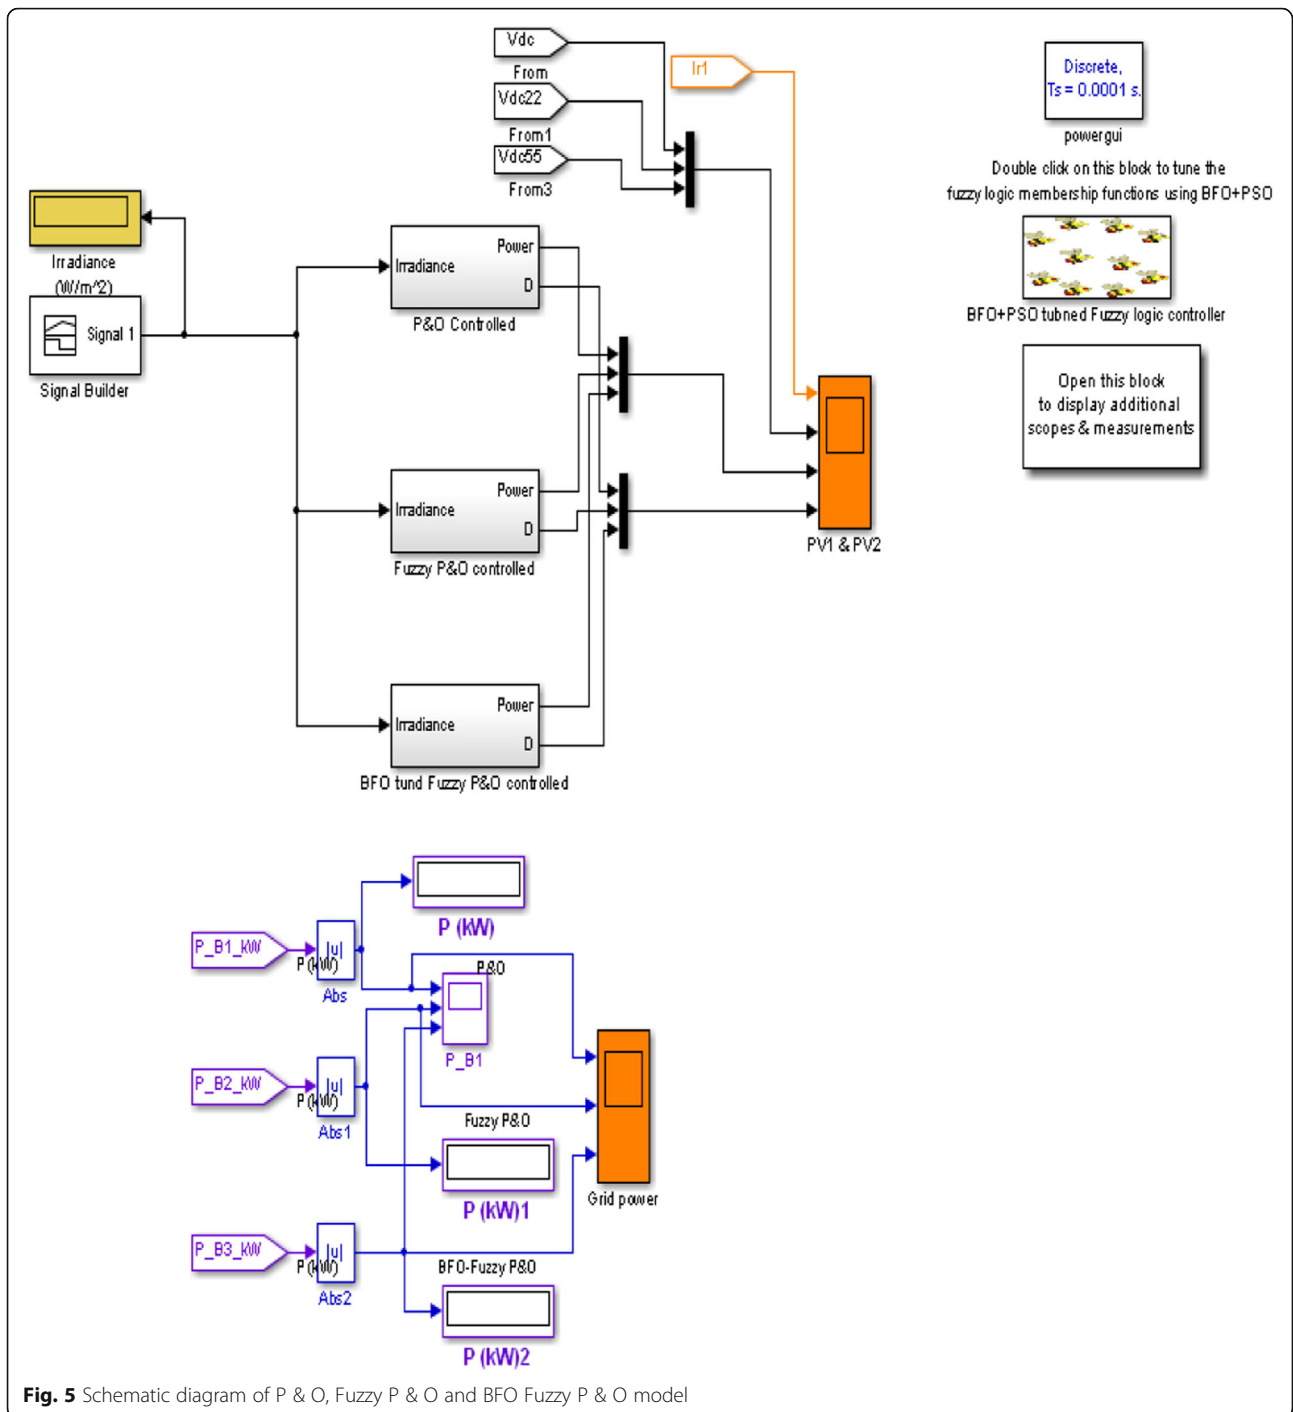 Vdc
From
Vdc22
From1
Vdc55
From3
Ir1
Discrete,
Ts = 0.0001 s.
powergui
Double click on this block to tune the
fuzzy logic membership functions using BFO+PSO
BFO+PSO tubned Fuzzy logic controller
Open this block
to display additional
scopes & measurements
Irradiance
(W/m^2)
Signal 1
Signal Builder
Irradiance
Power
D
P&O Controlled
Irradiance
Power
D
Fuzzy P&O controlled
Irradiance
Power
D
BFO tund Fuzzy P&O controlled
PV1 & PV2
P (kW)
P_B1_kW
P (kW)
|u|
Abs
P&O
P_B1
P_B2_kW
P (kW)
|u|
Abs1
Fuzzy P&O
P (kW)1
Grid power
P_B3_kW
P (kW)
|u|
Abs2
BFO-Fuzzy P&O
P (kW)2
Fig. 5 Schematic diagram of P & O, Fuzzy P & O and BFO Fuzzy P & O model